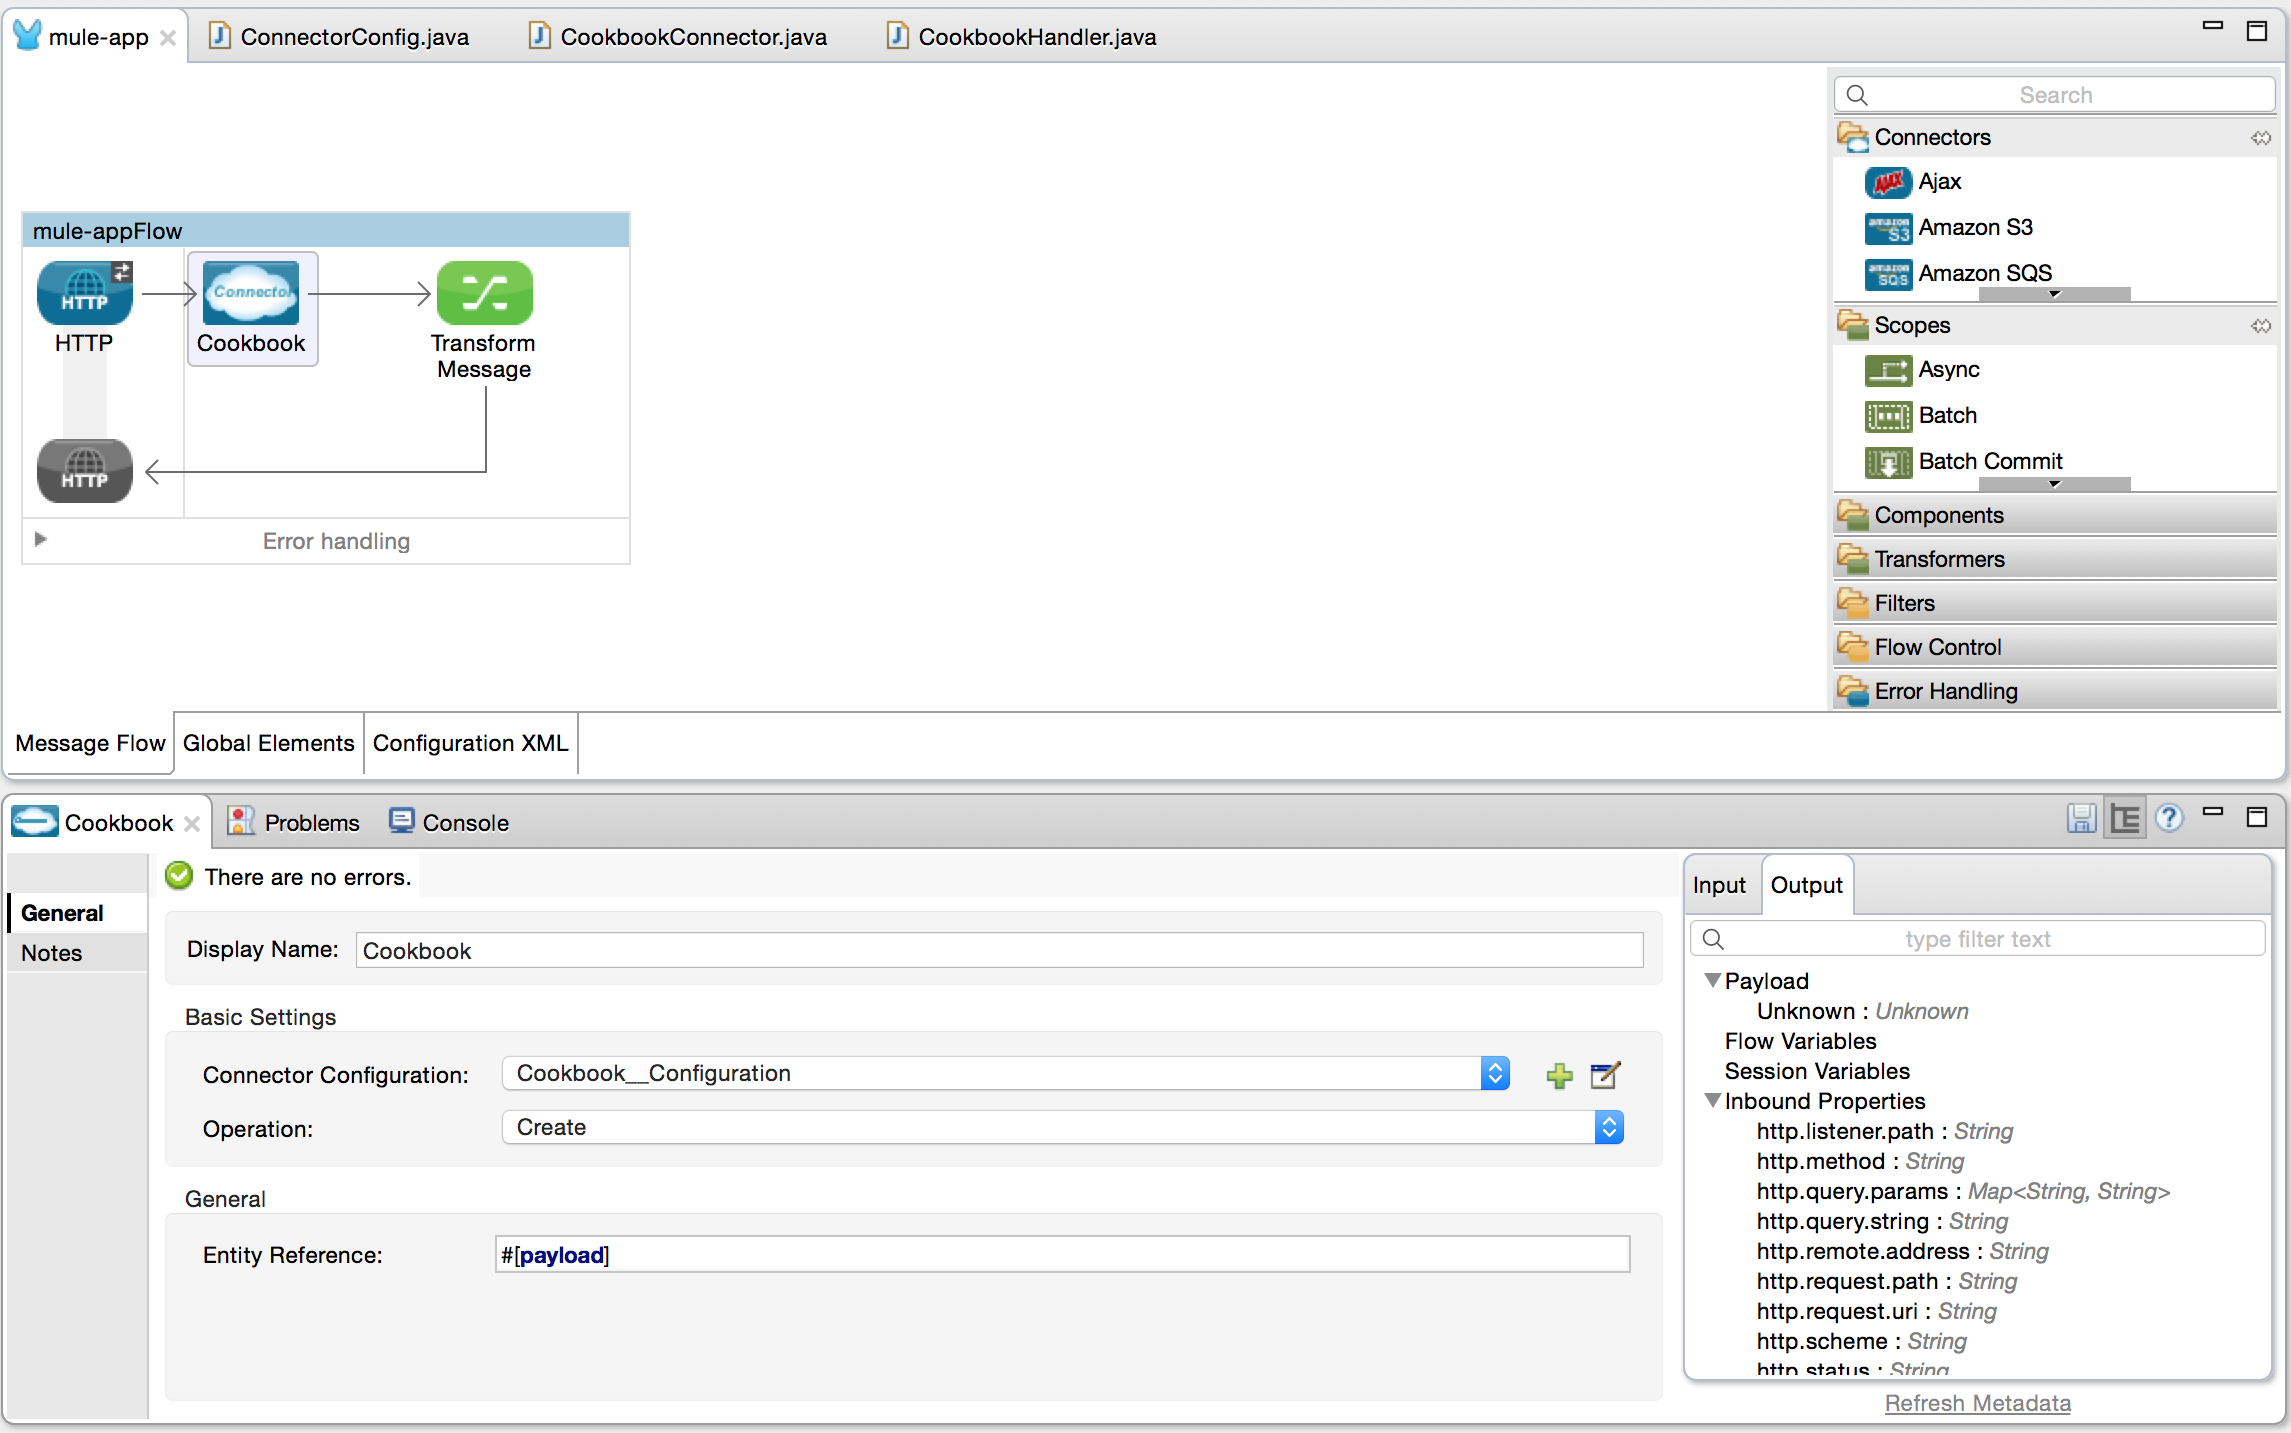 mule-app
ConnectorConfig.java
CookbookConnector.java
CookbookHandler.java
Search
Connectors
Ajax
Amazon S3
Amazon SQS
Scopes
Async
Batch
Batch Commit
Components
Transformers
Filters
Flow Control
Error Handling
mule-appFlow
HTTP
HTTP
Connector
Cookbook
Transform
Message
HTTP
Error handling
Message Flow
Global Elements
Configuration XML
Cookbook
Problems
Console
General
Notes
There are no errors.
Display Name: Cookbook
Basic Settings
Connector Configuration: Cookbook__Configuration
Operation: Create
General
Entity Reference: #[payload]
Input
Output
type filter text
Payload
Unknown : Unknown
Flow Variables
Session Variables
Inbound Properties
http.listener.path : String
http.method : String
http.query.params : Map<String, String>
http.query.string : String
http.remote.address : String
http.request.path : String
http.request.uri : String
http.scheme : String
http.status : String
Refresh Metadata